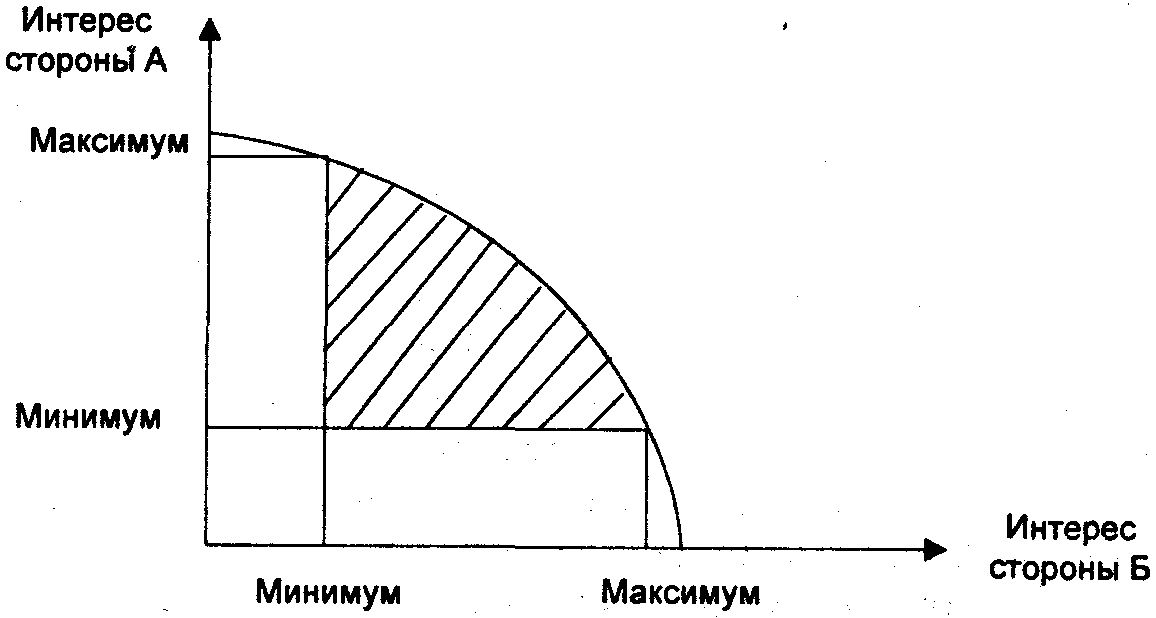 Интерес
стороны А
Максимум
Минимум
Интерес
стороны Б
Минимум
Максимум